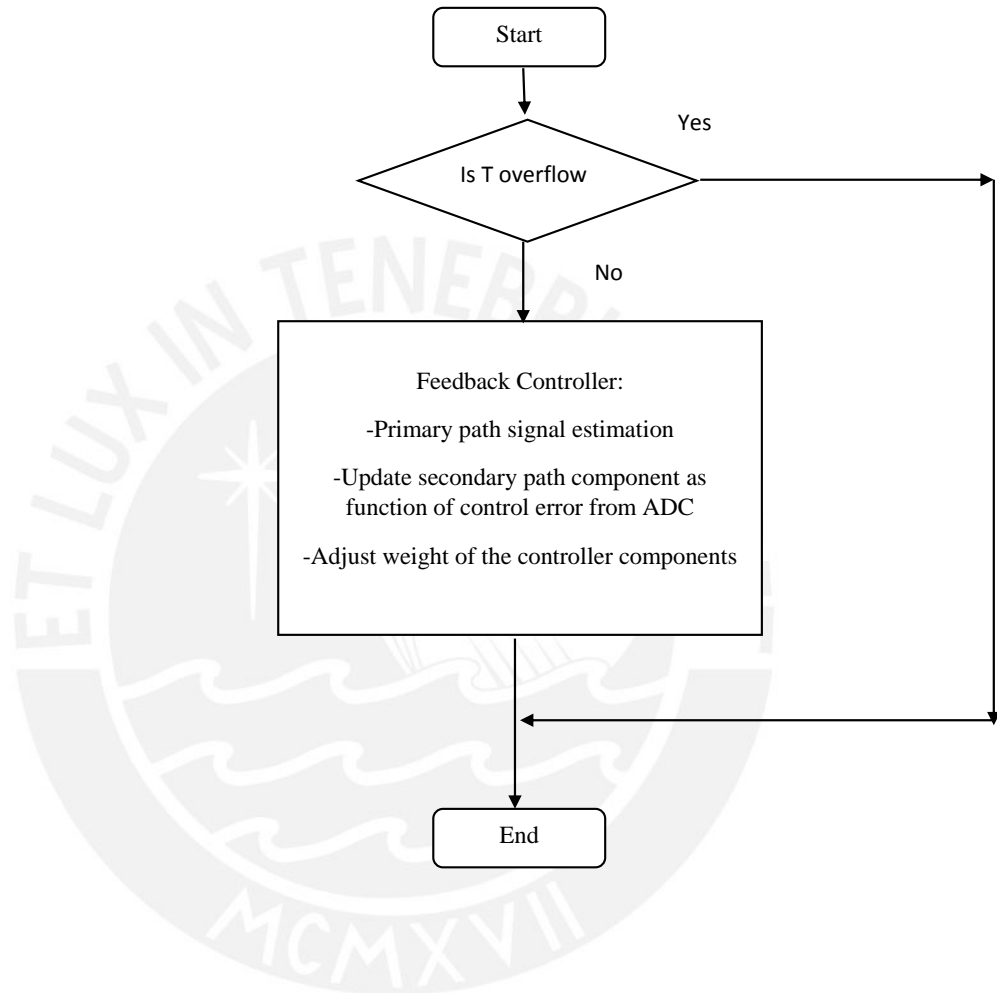 Start
Yes
Is T overflow
No
Feedback Controller:
-Primary path signal estimation
-Update secondary path component as
function of control error from ADC
-Adjust weight of the controller components
End
ET LUX IN
MCMXVII